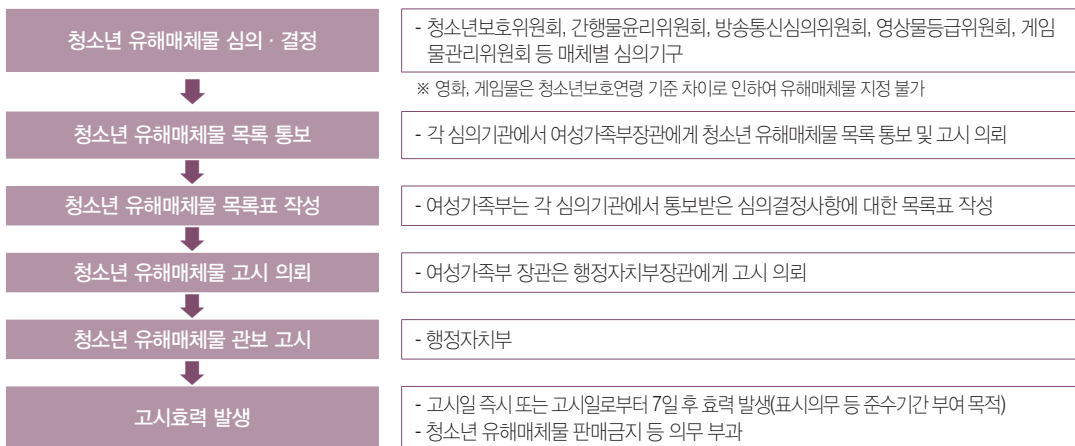 청소년 유해매체물 심의 · 결정
- 청소년보호위원회, 간행물윤리위원회, 방송통신심의위원회, 영상물등급위원회, 게임
물관리위원회 등 매체별 심의기구
※ 영화, 게임물은 청소년보호연령 기준 차이로 인하여 유해매체물 지정 불가
청소년 유해매체물 목록 통보
- 각 심의기관에서 여성가족부장관에게 청소년 유해매체물 목록 통보 및 고시 의뢰
청소년 유해매체물 목록표 작성
- 여성가족부는 각 심의기관에서 통보받은 심의결정사항에 대한 목록표 작성
청소년 유해매체물 고시 의뢰
- 여성가족부 장관은 행정자치부장관에게 고시 의뢰
청소년 유해매체물 관보 고시
- 행정자치부
고시효력 발생
- 고시일 즉시 또는 고시일로부터 7일 후 효력 발생(표시의무 등 준수기간 부여 목적)
- 청소년 유해매체물 판매금지 등 의무 부과